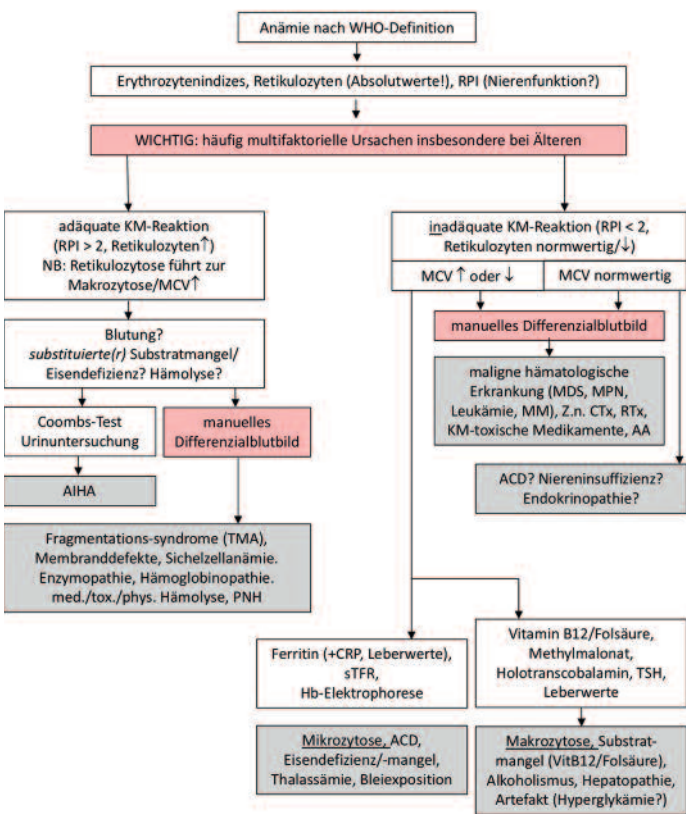 Anämie nach WHO-Definition
Erythrozytenindizes, Retikulozyten (Absolutwerte!), RPI (Nierenfunktion?)
WICHTIG: häufig multifaktorielle Ursachen insbesondere bei Älteren
adäquate KM-Reaktion
(RPI > 2, Retikulozyten↑)
NB: Retikulozytose führt zur
Makrozytose/MCV↑
Blutung?
substituierte(r) Substratmangel/
Eisendefizienz? Hämolyse?
Coombs-Test
Urinuntersuchung
manuelles
Differenzialblutbild
AIHA
Fragmentations-syndrome (TMA),
Membranddefekte, Sichelzellanämie.
Enzymopathie, Hämoglobinopathie.
med./tox./phys. Hämolyse, PNH
inadäquate KM-Reaktion (RPI < 2,
Retikulozyten normwertig/↓)
MCV ↑ oder ↓
MCV normwertig
manuelles Differenzialblutbild
maligne hämatologische
Erkrankung (MDS, MPN,
Leukämie, MM), Z.n. CTx, RTx,
KM-toxische Medikamente, AA
ACD? Niereninsuffizienz?
Endokrinopathie?
Ferritin (+CRP, Leberwerte),
sTFR,
Hb-Elektrophorese
Mikrozytose, ACD,
Eisendefizienz/-mangel,
Thalassämie, Bleiexposition
Vitamin B12/Folsäure,
Methylmalonat,
Holotranscobalamin, TSH,
Leberwerte
Makrozytose, Substrat-
mangel (VitB12/Folsäure),
Alkoholismus, Hepatopathie,
Artefakt (Hyperglykämie?)